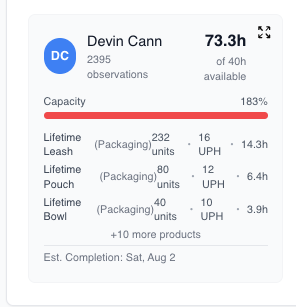 DC
Devin Cann
73.3h
2395
observations
of 40h
available
Capacity 183%
Lifetime Leash (Packaging) 232 units • 16 UPH • 14.3h
Lifetime Pouch (Packaging) 80 units • 12 UPH • 6.4h
Lifetime Bowl (Packaging) 40 units • 10 UPH • 3.9h
+10 more products
Est. Completion: Sat, Aug 2